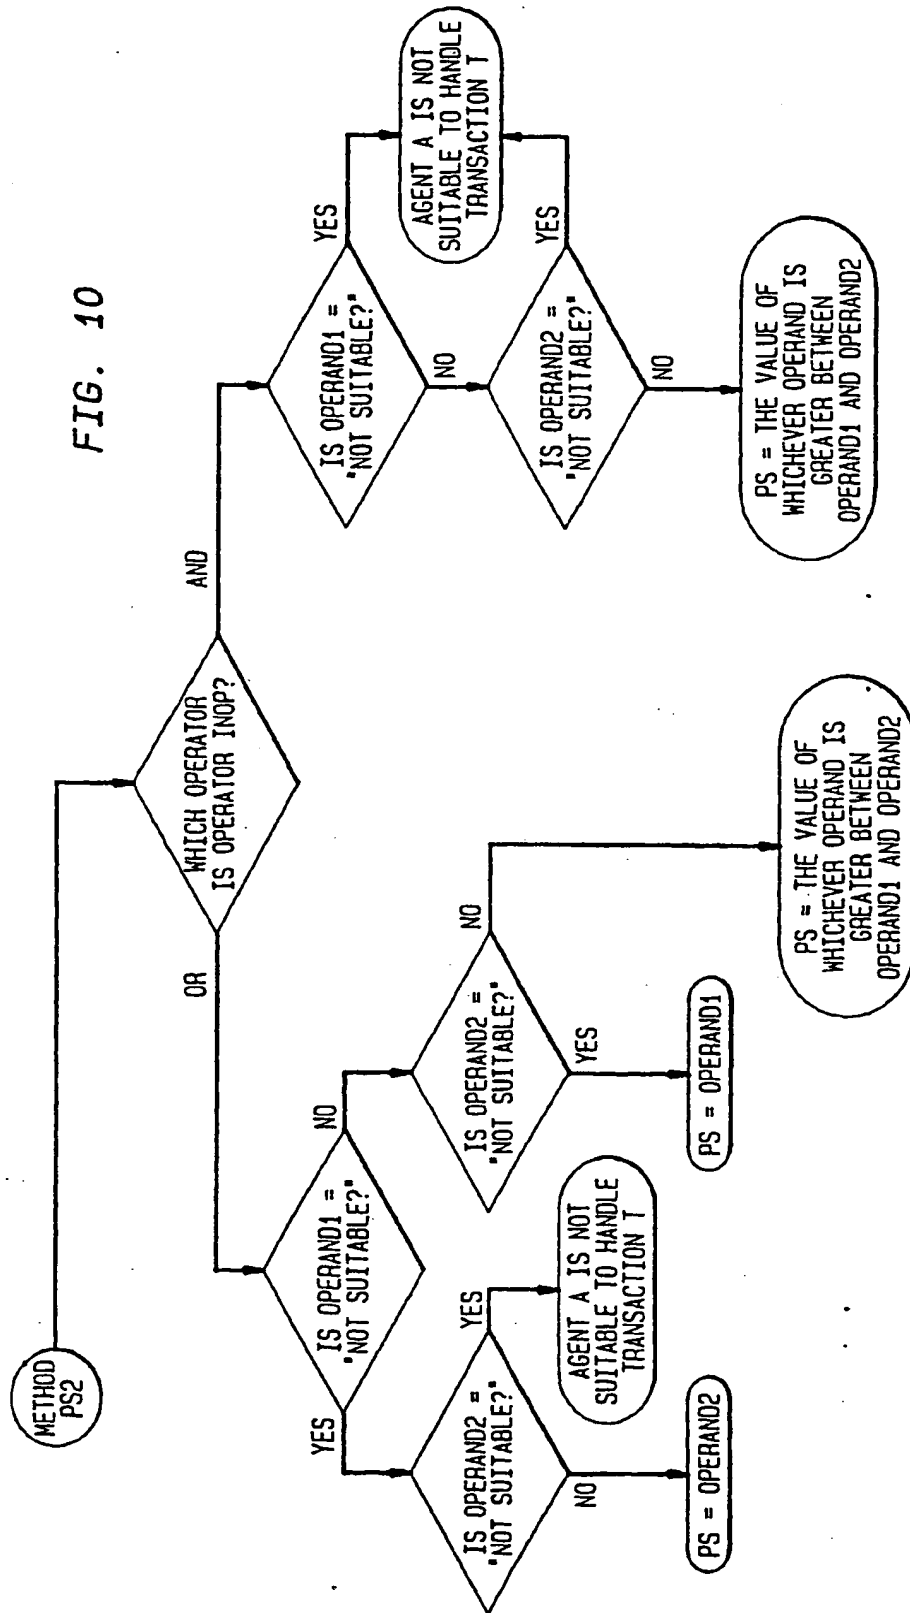 FIG. 10
METHOD
PS2
WHICH OPERATOR
IS OPERATOR INOP?
OR
AND
IS OPERAND1 =
"NOT SUITABLE?"
YES
NO
IS OPERAND2 =
"NOT SUITABLE?"
NO
YES
PS = OPERAND2
AGENT A IS NOT
SUITABLE TO HANDLE
TRANSACTION T
IS OPERAND2 =
"NOT SUITABLE?"
YES
NO
PS = OPERAND1
PS = THE VALUE OF
WHICHEVER OPERAND IS
GREATER BETWEEN
OPERAND1 AND OPERAND2
IS OPERAND1 =
"NOT SUITABLE?"
YES
NO
AGENT A IS NOT
SUITABLE TO HANDLE
TRANSACTION T
IS OPERAND2 =
"NOT SUITABLE?"
YES
NO
PS = THE VALUE OF
WHICHEVER OPERAND IS
GREATER BETWEEN
OPERAND1 AND OPERAND2